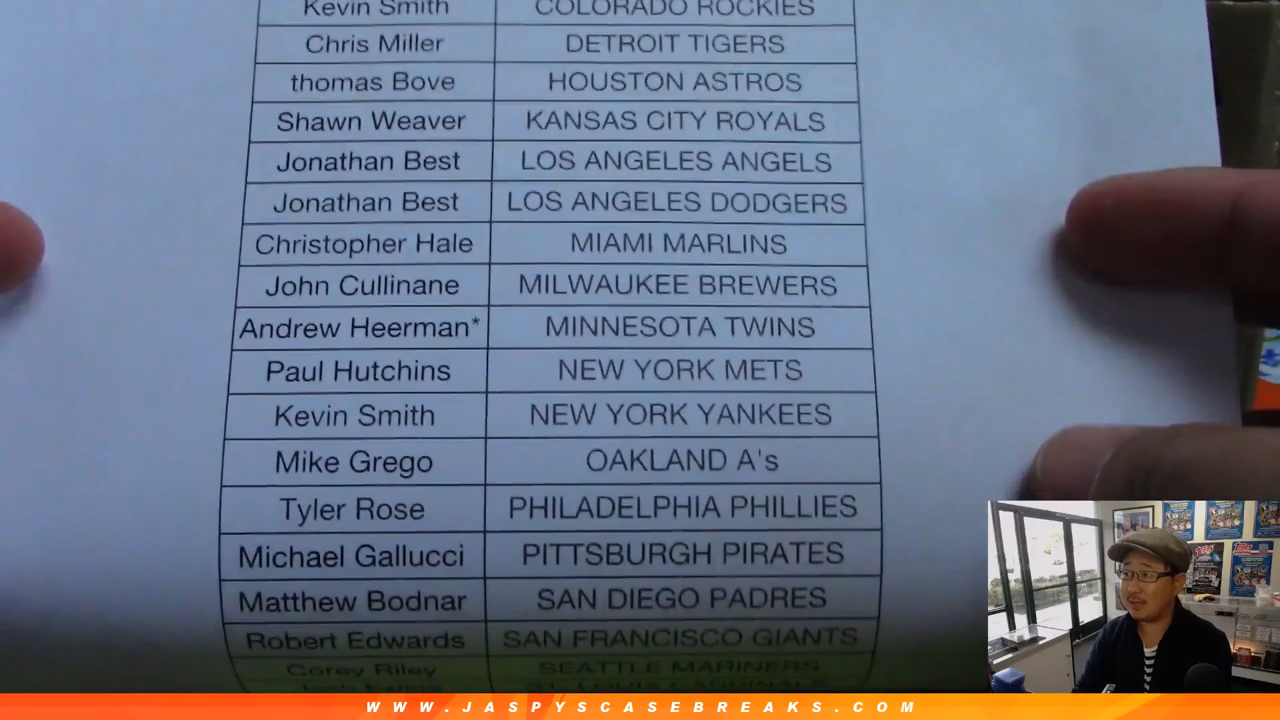 Kevin Smith COLORADO ROCKIES
Chris Miller DETROIT TIGERS
thomas Bove HOUSTON ASTROS
Shawn Weaver KANSAS CITY ROYALS
Jonathan Best LOS ANGELES ANGELS
Jonathan Best LOS ANGELES DODGERS
Christopher Hale MIAMI MARLINS
John Cullinane MILWAUKEE BREWERS
Andrew Heerman* MINNESOTA TWINS
Paul Hutchins NEW YORK METS
Kevin Smith NEW YORK YANKEES
Mike Grego OAKLAND A's
Tyler Rose PHILADELPHIA PHILLIES
Michael Gallucci PITTSBURGH PIRATES
Matthew Bodnar SAN DIEGO PADRES
Robert Edwards SAN FRANCISCO GIANTS
Corey Riley SEATTLE MARINERS
ST. LOUIS CARDINALS
WWW.JASPYSCASEBREAKS.COM